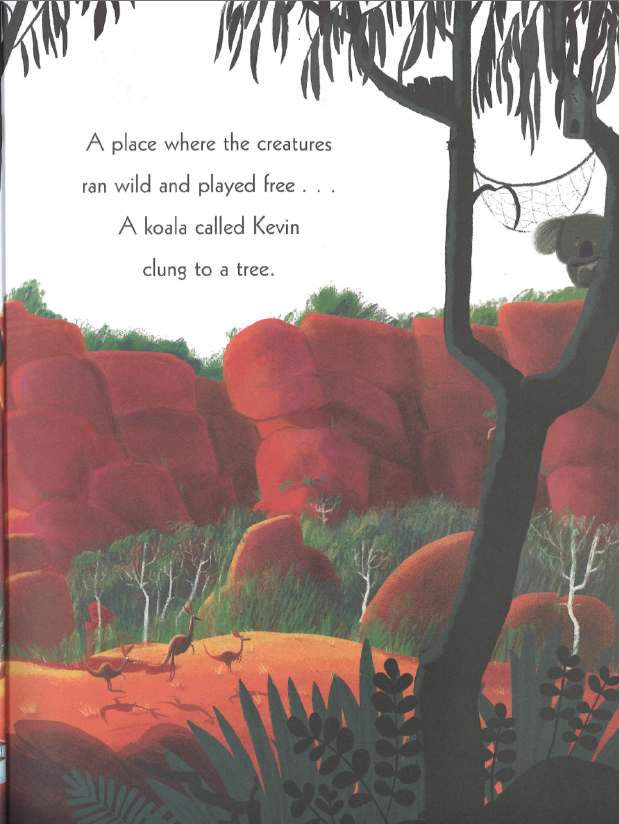 A place where the creatures
ran wild and played free . . .
A koala called Kevin
clung to a tree.